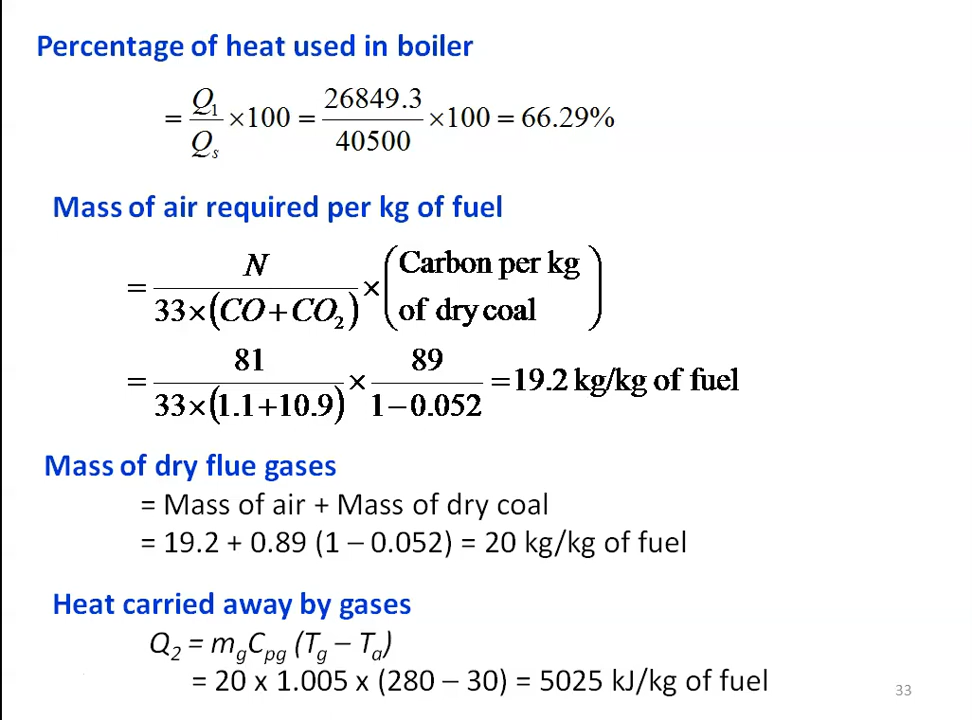 Percentage of heat used in boiler
= Q₁/Qₛ ×100 = 26849.3/40500 ×100 = 66.29%
Mass of air required per kg of fuel
= N/(33×(CO+CO₂)) × (Carbon per kg of dry coal)
= 81/(33×(1.1+10.9)) × 89/(1−0.052) = 19.2 kg/kg of fuel
Mass of dry flue gases
= Mass of air + Mass of dry coal
= 19.2 + 0.89 (1 – 0.052) = 20 kg/kg of fuel
Heat carried away by gases
Q₂ = m_gC_pg (T_g – T_a)
= 20 x 1.005 x (280 – 30) = 5025 kJ/kg of fuel
33